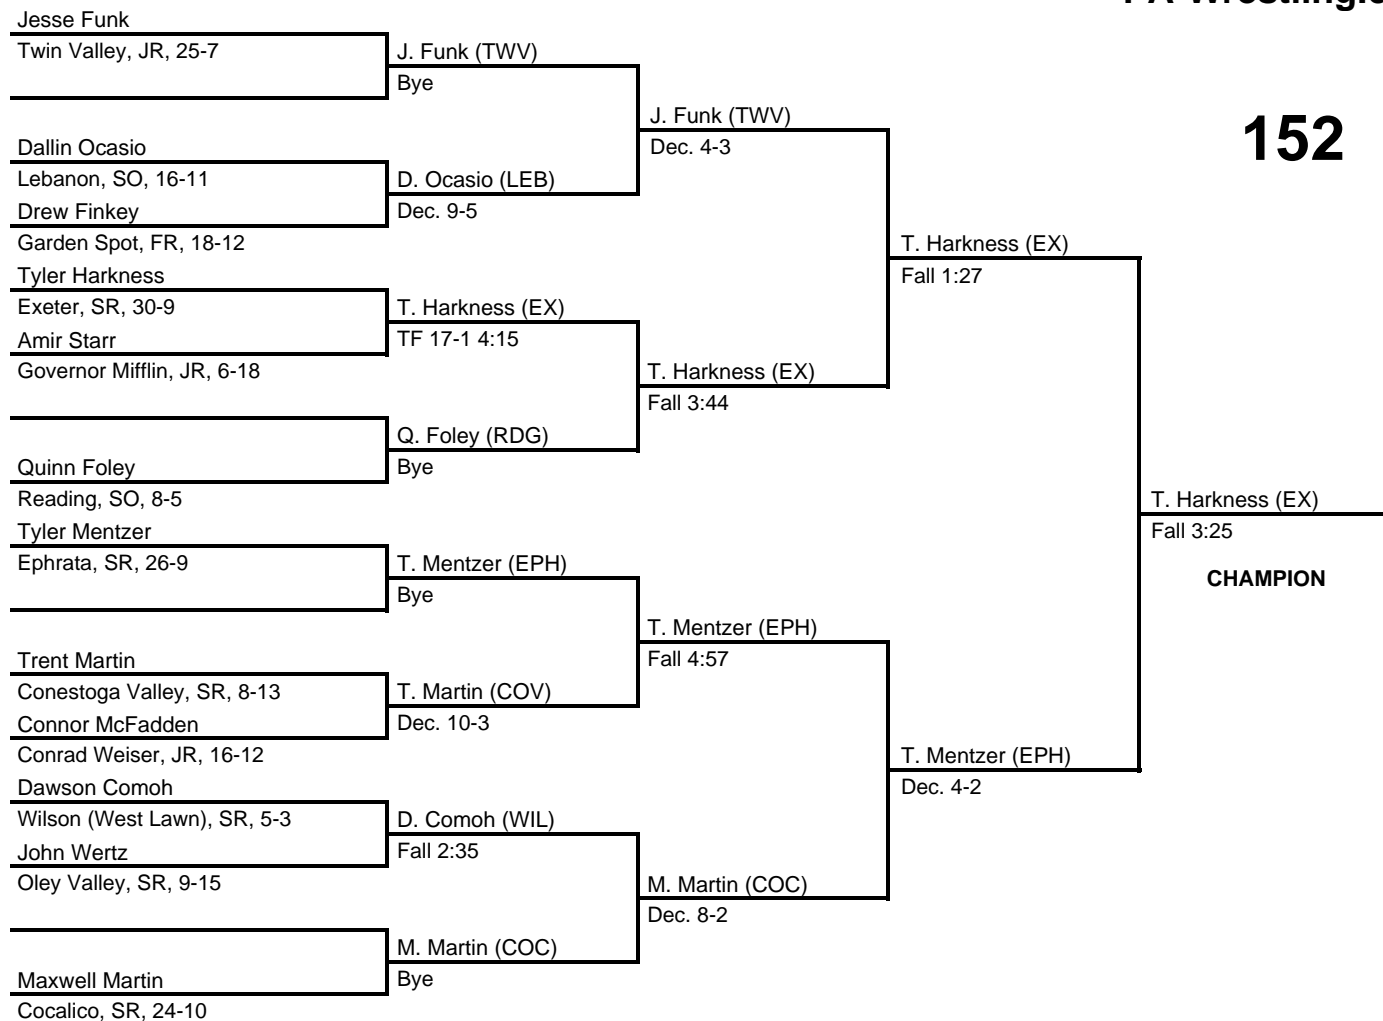 Jesse Funk
Twin Valley, JR, 25-7
J. Funk (TWV)
Bye
J. Funk (TWV)
Dec. 4-3
152
Dallin Ocasio
Lebanon, SO, 16-11
D. Ocasio (LEB)
Drew Finkey
Dec. 9-5
Garden Spot, FR, 18-12
T. Harkness (EX)
Fall 1:27
Tyler Harkness
Exeter, SR, 30-9
T. Harkness (EX)
Amir Starr
TF 17-1 4:15
Governor Mifflin, JR, 6-18
T. Harkness (EX)
Fall 3:44
Q. Foley (RDG)
Quinn Foley
Bye
Reading, SO, 8-5
T. Harkness (EX)
Fall 3:25
CHAMPION
Tyler Mentzer
Ephrata, SR, 26-9
T. Mentzer (EPH)
Bye
T. Mentzer (EPH)
Fall 4:57
Trent Martin
Conestoga Valley, SR, 8-13
T. Martin (COV)
Connor McFadden
Dec. 10-3
Conrad Weiser, JR, 16-12
T. Mentzer (EPH)
Dec. 4-2
Dawson Comoh
Wilson (West Lawn), SR, 5-3
D. Comoh (WIL)
John Wertz
Fall 2:35
Oley Valley, SR, 9-15
M. Martin (COC)
Dec. 8-2
M. Martin (COC)
Maxwell Martin
Bye
Cocalico, SR, 24-10